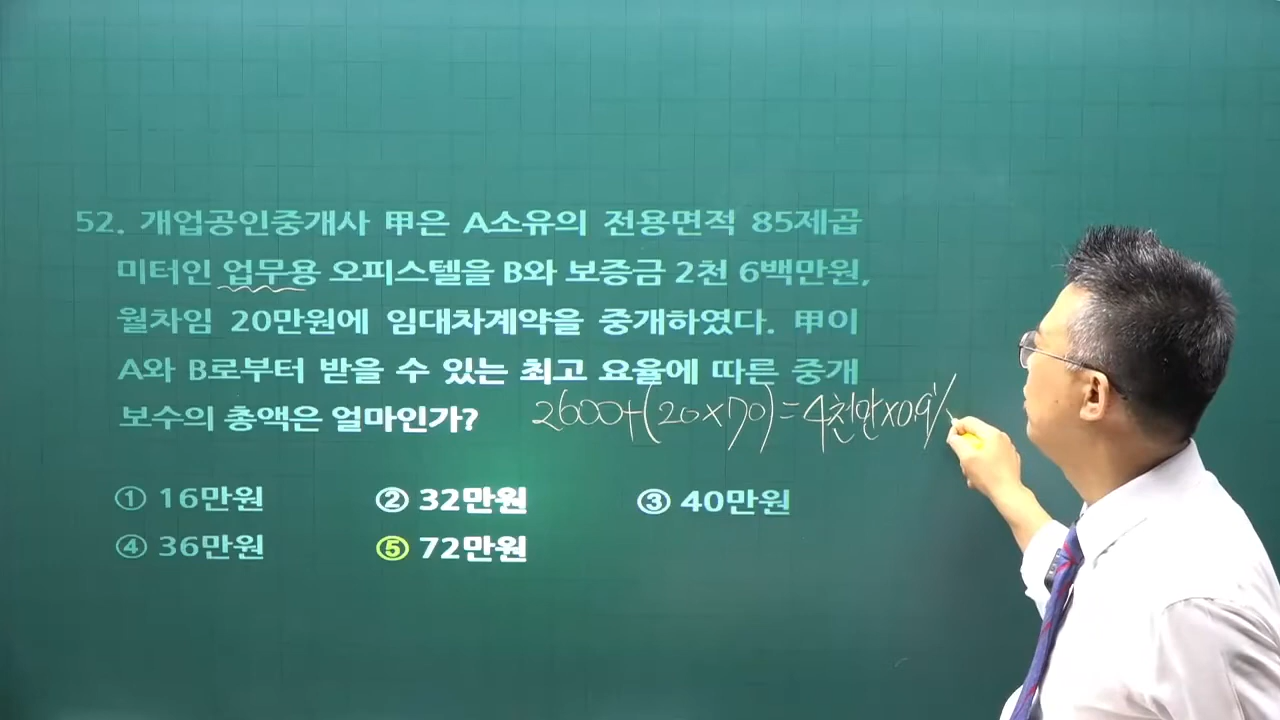 52. 개업공인중개사 甲은 A소유의 전용면적 85제곱
미터인 업무용 오피스텔을 B와 보증금 2천 6백만원,
월차임 20만원에 임대차계약을 중개하였다. 甲이
A와 B로부터 받을 수 있는 최고 요율에 따른 중개
보수의 총액은 얼마인가?
2600+(20×70)=4천만×0.9%
① 16만원 ② 32만원 ③ 40만원
④ 36만원 ⑤ 72만원